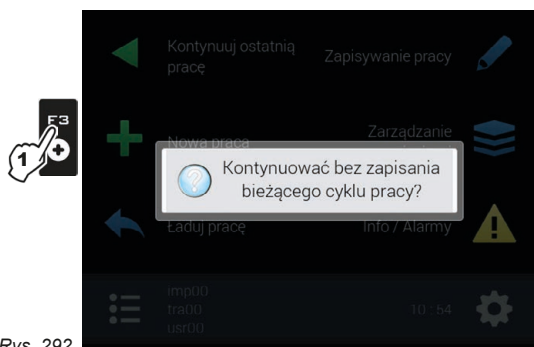 Kontynuuj ostatnią
pracę
Zapisywanie pracy
F3
1
Nowa praca
Zarządzanie
Kontynuować bez zapisania
bieżącego cyklu pracy?
Ładuj pracę
Info / Alarmy
imp00
tra00
usr00
10 : 54
Rys. 292